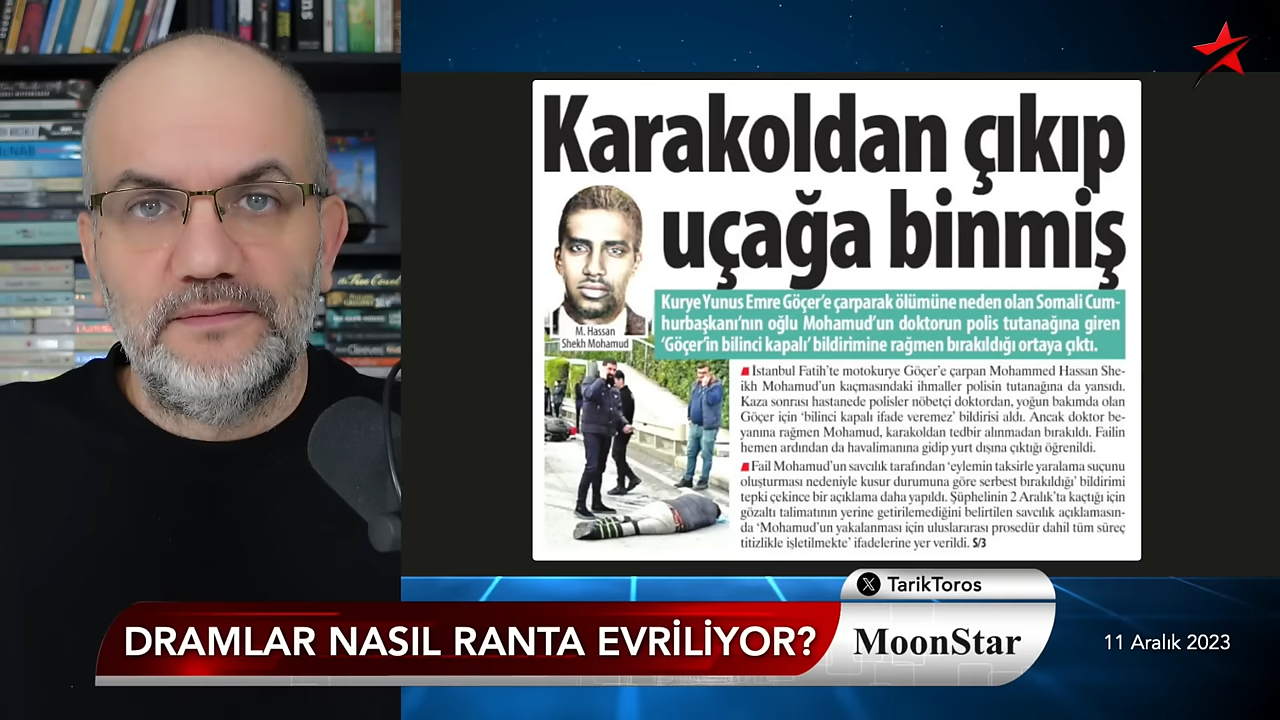 Karakoldan çıkıp
uçağa binmiş
M. Hassan
Shekh Mohamud
Kurye Yunus Emre Göçer'e çarparak ölümüne neden olan Somali Cum-
hurbaşkanı'nın oğlu Mohamud'un doktorun polis tutanağına giren
'Göçer'in bilinci kapalı' bildirimine rağmen bırakıldığı ortaya çıktı.
İstanbul Fatih'te motokurye Göçer'e çarpan Mohammed Hassan She-
ikh Mohamud'un kaçmasındaki ihmaller polisin tutanağına da yansıdı.
Kaza sonrası hastanede polisler nöbetçi doktordan, yoğun bakımda olan
Göçer için 'bilinci kapalı ifade veremez' bildirisi aldı. Ancak doktor be-
yanına rağmen Mohamud, karakoldan tedbir alınmadan bırakıldı. Failin
hemen ardından da havalimanına gidip yurt dışına çıktığı öğrenildi.
Fail Mohamud'un savcılık tarafından 'eylemin taksirle yaralama suçunu
oluşturması nedeniyle kusur durumuna göre serbest bırakıldığı' bildirimi
tepki çekince bir açıklama daha yapıldı. Şüphelinin 2 Aralık'ta kaçtığı için
gözaltı talimatının yerine getirilemediğini belirtilen savcılık açıklamasın-
da 'Mohamud'un yakalanması için uluslararası prosedür dahil tüm süreç
titizlikle işletilmekte' ifadelerine yer verildi. S/3
TarikToros
DRAMLAR NASIL RANTA EVRİLİYOR?
MoonStar
11 Aralık 2023